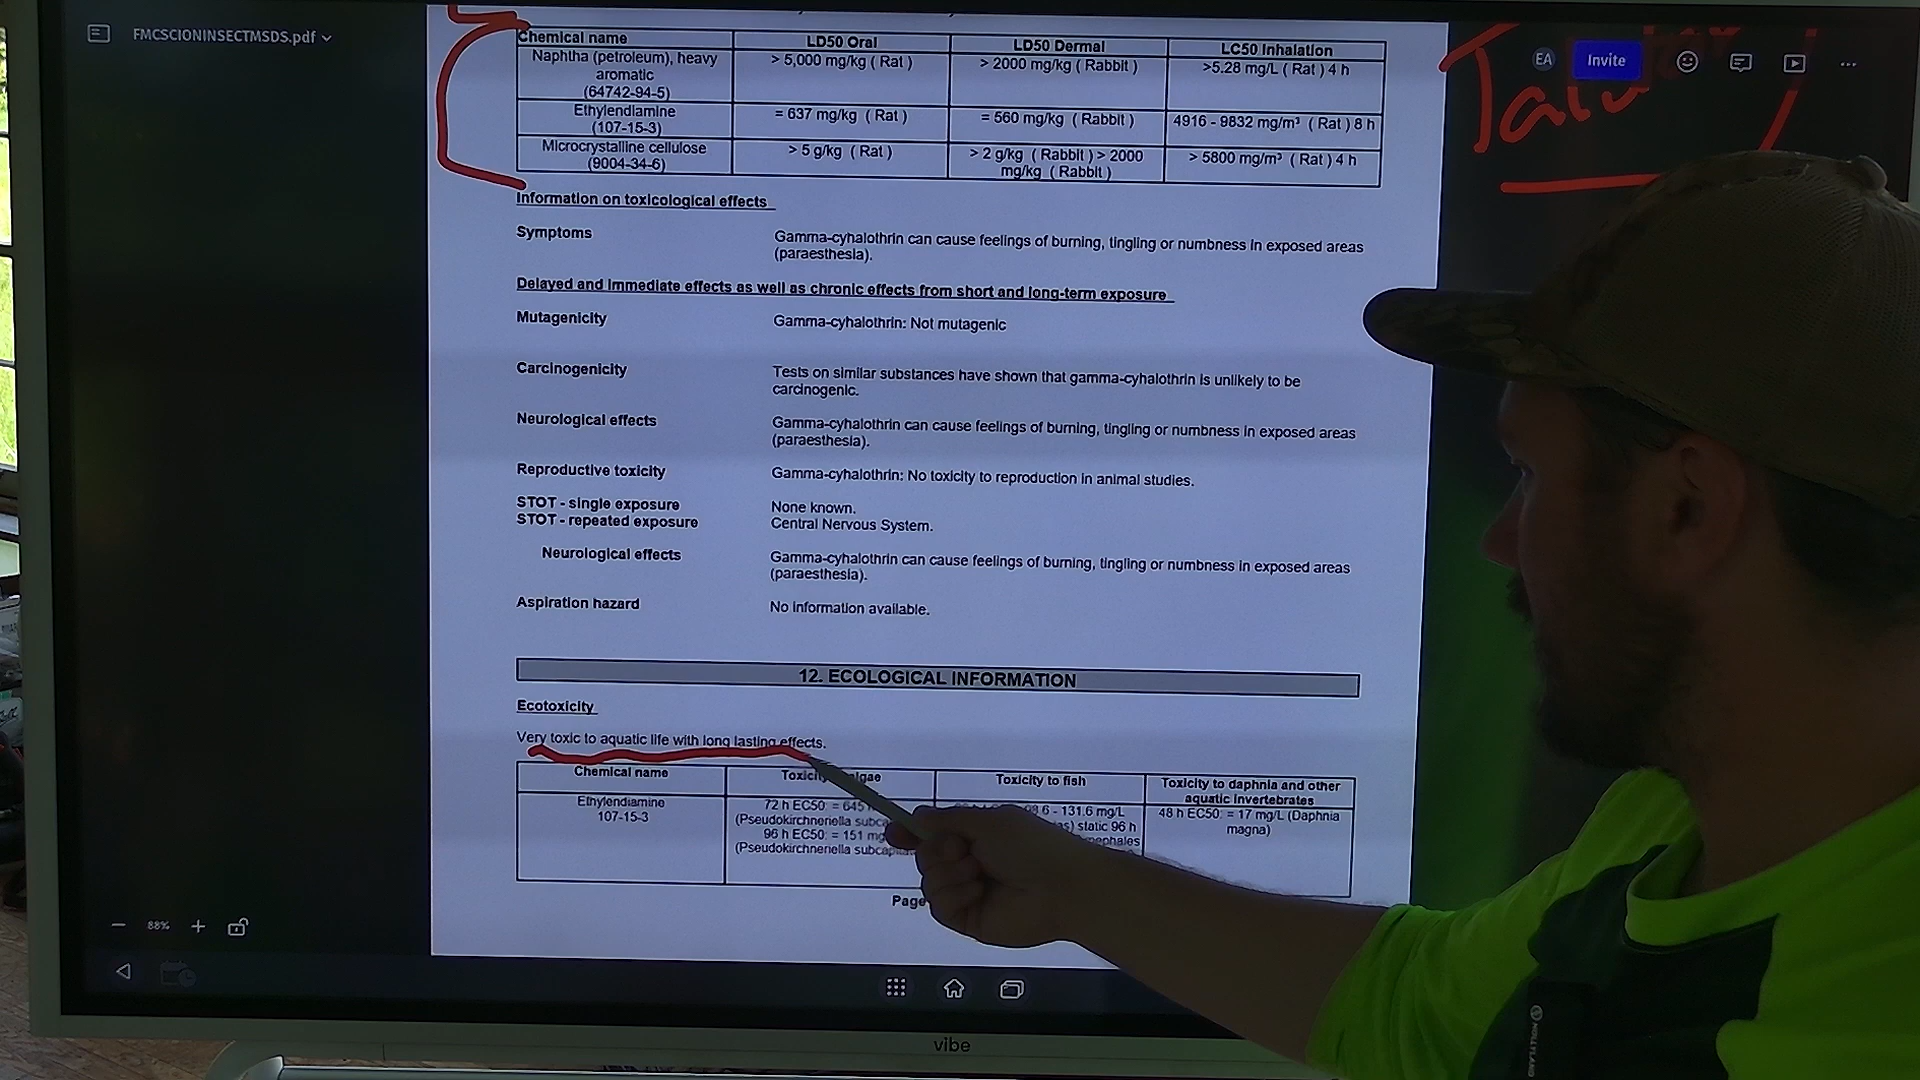 FMCSCIONINSECTMSDS.pdf
EA
Invite
Chemical name LD50 Oral LD50 Dermal LC50 Inhalation
Naphtha (petroleum), heavy aromatic (64742-94-5) > 5,000 mg/kg ( Rat ) > 2000 mg/kg ( Rabbit ) >5.28 mg/L ( Rat ) 4 h
Ethylendiamine (107-15-3) = 637 mg/kg ( Rat ) = 560 mg/kg ( Rabbit ) 4916 - 9832 mg/m³ ( Rat ) 8 h
Microcrystalline cellulose (9004-34-6) > 5 g/kg ( Rat ) > 2 g/kg ( Rabbit ) > 2000 mg/kg ( Rabbit ) > 5800 mg/m³ ( Rat ) 4 h
Information on toxicological effects
Symptoms Gamma-cyhalothrin can cause feelings of burning, tingling or numbness in exposed areas
(paraesthesia).
Delayed and immediate effects as well as chronic effects from short and long-term exposure
Mutagenicity Gamma-cyhalothrin: Not mutagenic
Carcinogenicity Tests on similar substances have shown that gamma-cyhalothrin is unlikely to be
carcinogenic.
Neurological effects Gamma-cyhalothrin can cause feelings of burning, tingling or numbness in exposed areas
(paraesthesia).
Reproductive toxicity Gamma-cyhalothrin: No toxicity to reproduction in animal studies.
STOT - single exposure None known.
STOT - repeated exposure Central Nervous System.
Neurological effects Gamma-cyhalothrin can cause feelings of burning, tingling or numbness in exposed areas
(paraesthesia).
Aspiration hazard No information available.
12. ECOLOGICAL INFORMATION
Ecotoxicity
Very toxic to aquatic life with long lasting effects.
Chemical name Toxicity to fish Toxicity to daphnia and other
aquatic invertebrates
Ethylendiamine 72 h EC50: = 645 - 131.6 mg/L 48 h EC50: = 17 mg/L (Daphnia
107-15-3 (Pseudokirchneriella static 96 h magna)
96 h EC50: = 151
(Pseudokirchneriella
Page
88%
vibe
HOLLYLAND